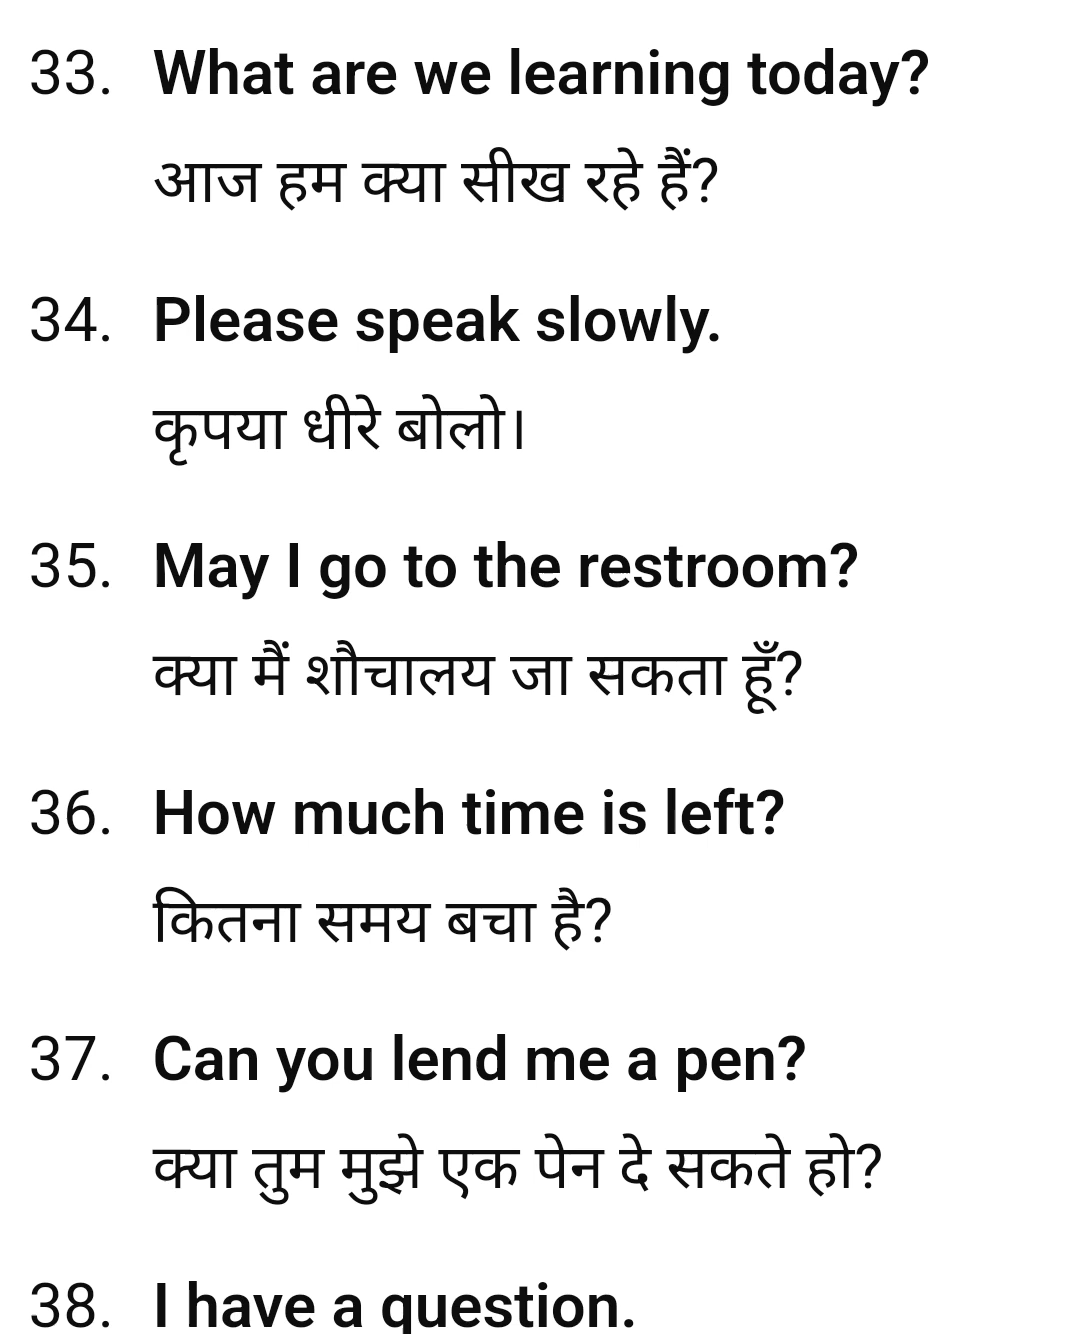 33. What are we learning today?
आज हम क्या सीख रहे हैं?
34. Please speak slowly.
कृपया धीरे बोलो।
35. May I go to the restroom?
क्या मैं शौचालय जा सकता हूँ?
36. How much time is left?
कितना समय बचा है?
37. Can you lend me a pen?
क्या तुम मुझे एक पेन दे सकते हो?
38. I have a question.